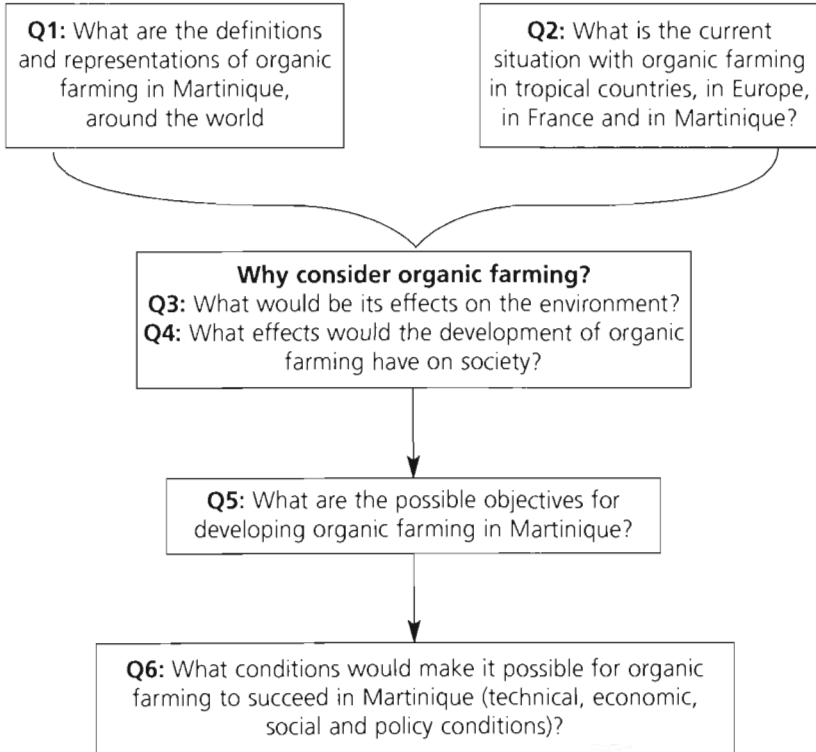 Q1: What are the definitions
and representations of organic
farming in Martinique,
around the world
Q2: What is the current
situation with organic farming
in tropical countries, in Europe,
in France and in Martinique?
Why consider organic farming?
Q3: What would be its effects on the environment?
Q4: What effects would the development of organic
farming have on society?
Q5: What are the possible objectives for
developing organic farming in Martinique?
Q6: What conditions would make it possible for organic
farming to succeed in Martinique (technical, economic,
social and policy conditions)?